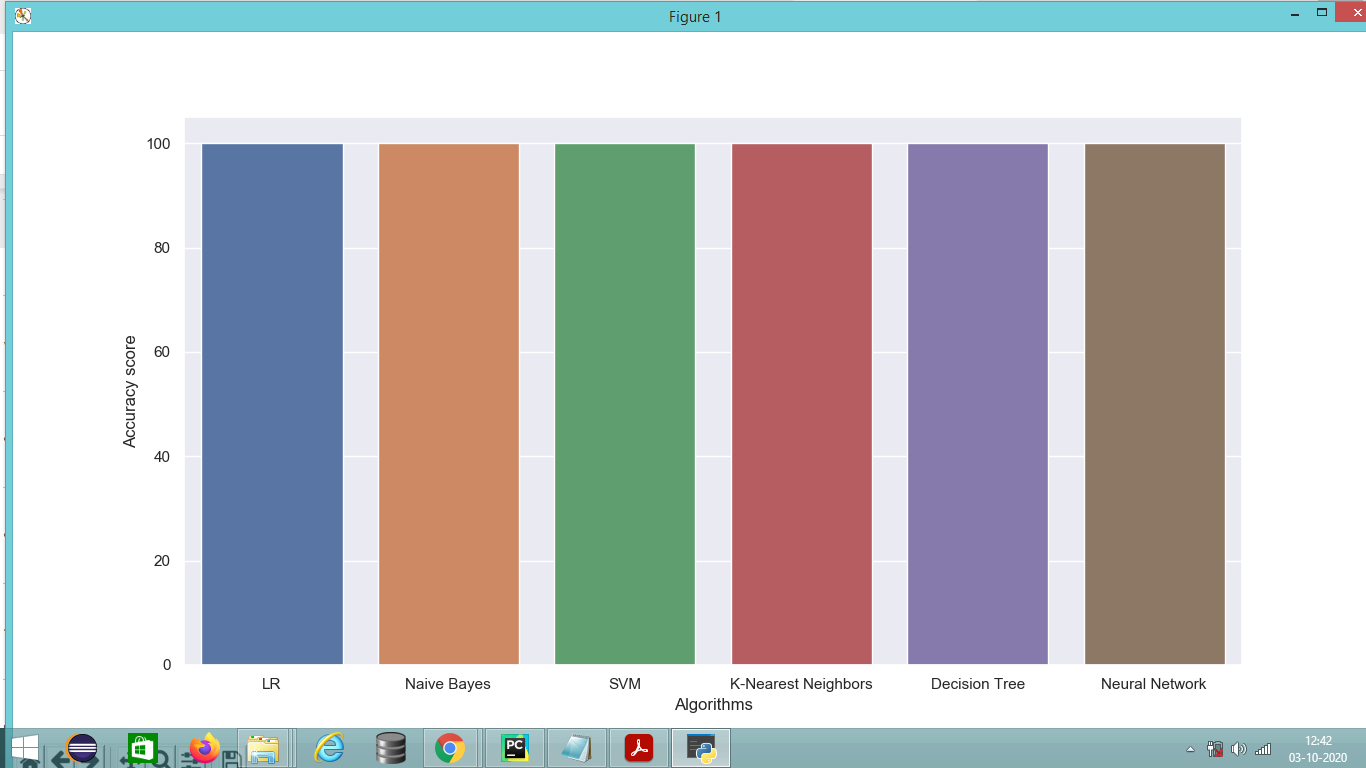 Figure 1
100
80
60
40
20
0
Accuracy score
LR Naive Bayes SVM K-Nearest Neighbors Decision Tree Neural Network
Algorithms
PC
12:42
03-10-2020